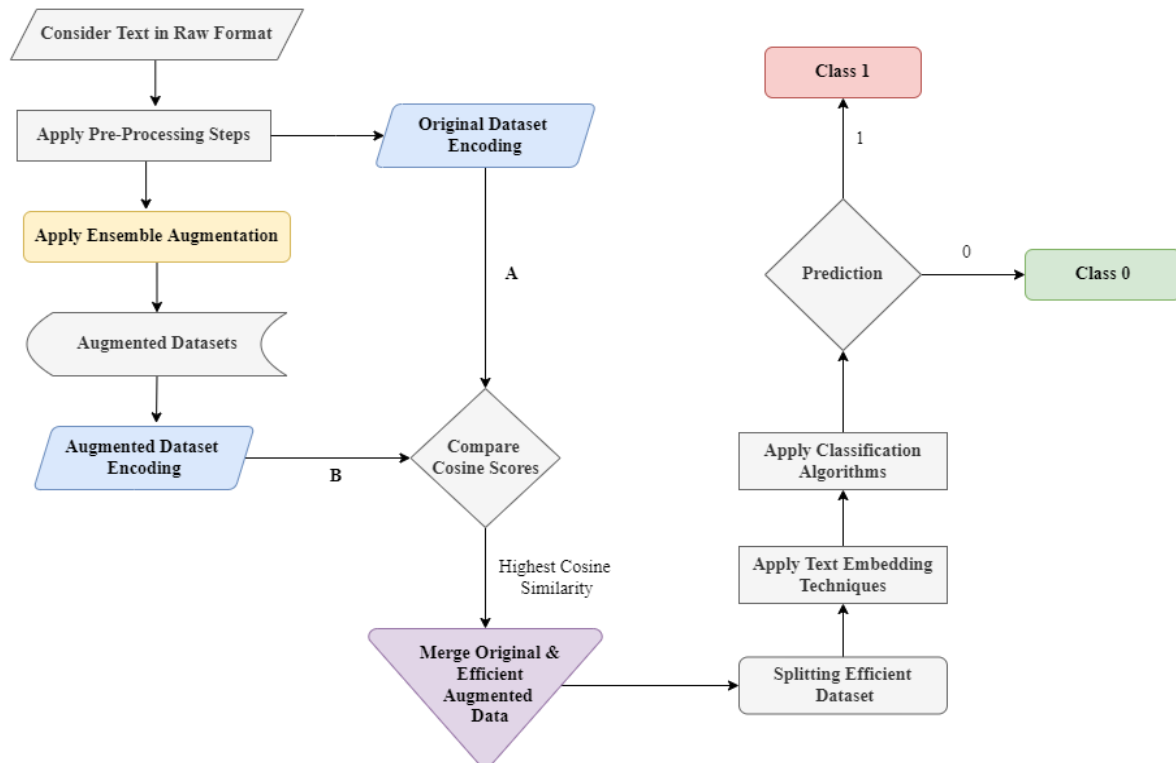 Consider Text in Raw Format
Apply Pre-Processing Steps
Original Dataset
Encoding
Apply Ensemble Augmentation
A
Augmented Datasets
Augmented Dataset
Encoding
B
Compare
Cosine Scores
Highest Cosine
Similarity
Merge Original &
Efficient
Augmented
Data
Splitting Efficient
Dataset
Apply Text Embedding
Techniques
Apply Classification
Algorithms
Prediction
1
Class 1
0
Class 0